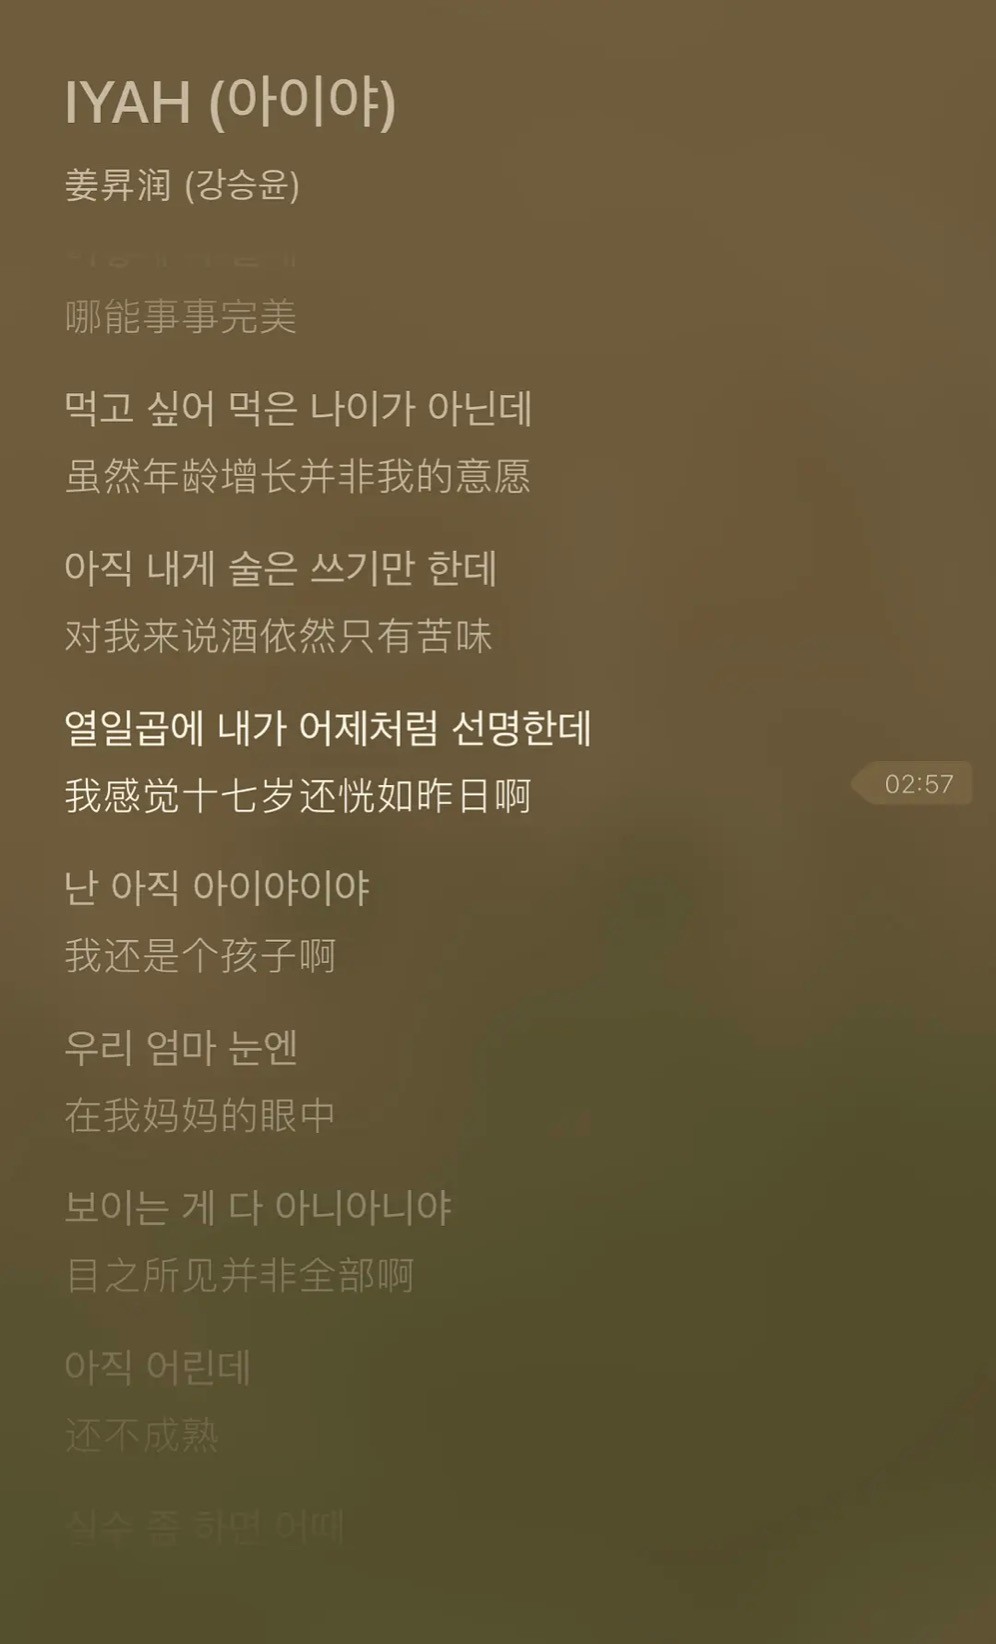 IYAH (아이야)
姜昇润 (강승윤)
哪能事事完美
먹고 싶어 먹은 나이가 아닌데
虽然年龄增长并非我的意愿
아직 내게 술은 쓰기만 한데
对我来说酒依然只有苦味
열일곱에 내가 어제처럼 선명한데
我感觉十七岁还恍如昨日啊
02:57
난 아직 아이야이야
我还是个孩子啊
우리 엄마 눈엔
在我妈妈的眼中
보이는 게 다 아니아니야
目之所见并非全部啊
아직 어린데
还不成熟
실수 좀 하면 어때